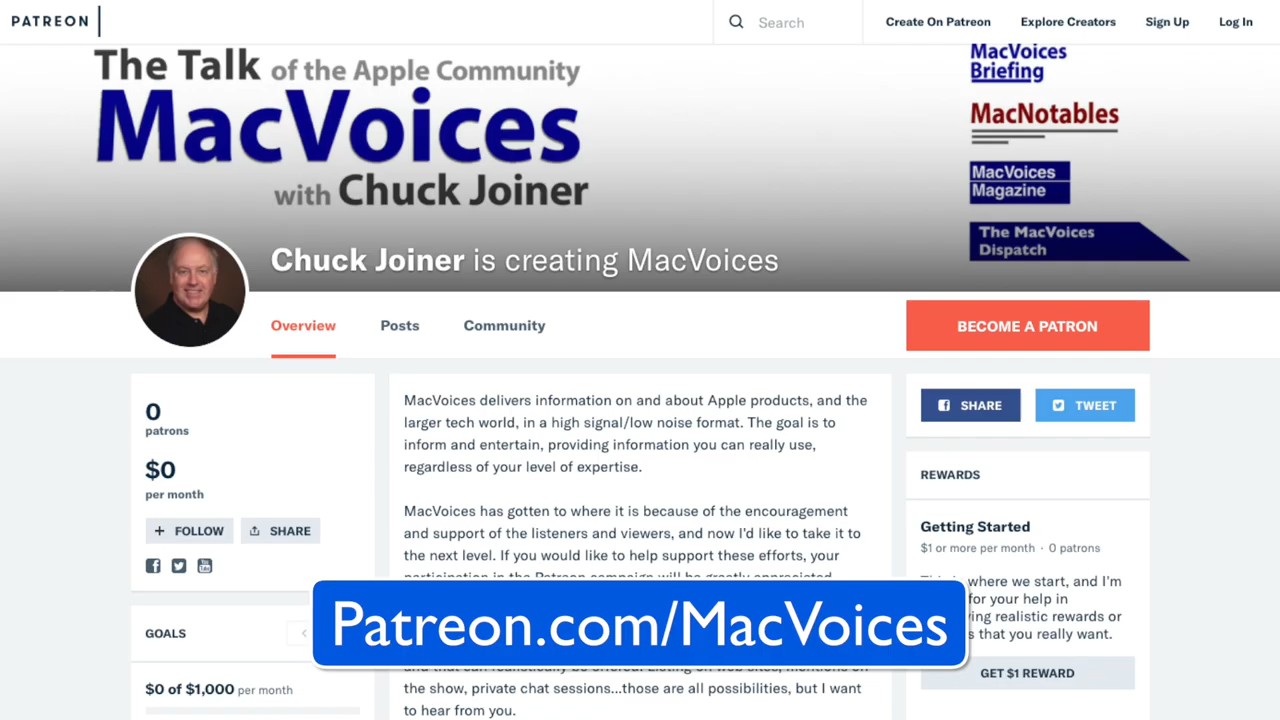 PATREON
Search
Create On Patreon
Explore Creators
Sign Up
Log In
The Talk of the Apple Community
MacVoices
with Chuck Joiner
MacVoices
Briefing
MacNotables
MacVoices
Magazine
The MacVoices
Dispatch
Chuck Joiner is creating MacVoices
Overview
Posts
Community
BECOME A PATRON
0
patrons
$0
per month
+ FOLLOW
SHARE
GOALS
$0 of $1,000 per month
MacVoices delivers information on and about Apple products, and the
larger tech world, in a high signal/low noise format. The goal is to
inform and entertain, providing information you can really use,
regardless of your level of expertise.
MacVoices has gotten to where it is because of the encouragement
and support of the listeners and viewers, and now I'd like to take it to
the next level. If you would like to help support these efforts, your
participation in the Patreon campaign will be greatly appreciated
Patreon.com/MacVoices
the show, private chat sessions...those are all possibilities, but I want
to hear from you.
SHARE
TWEET
REWARDS
Getting Started
$1 or more per month · 0 patrons
where we start, and I'm
for your help in
realistic rewards or
that you really want.
GET $1 REWARD